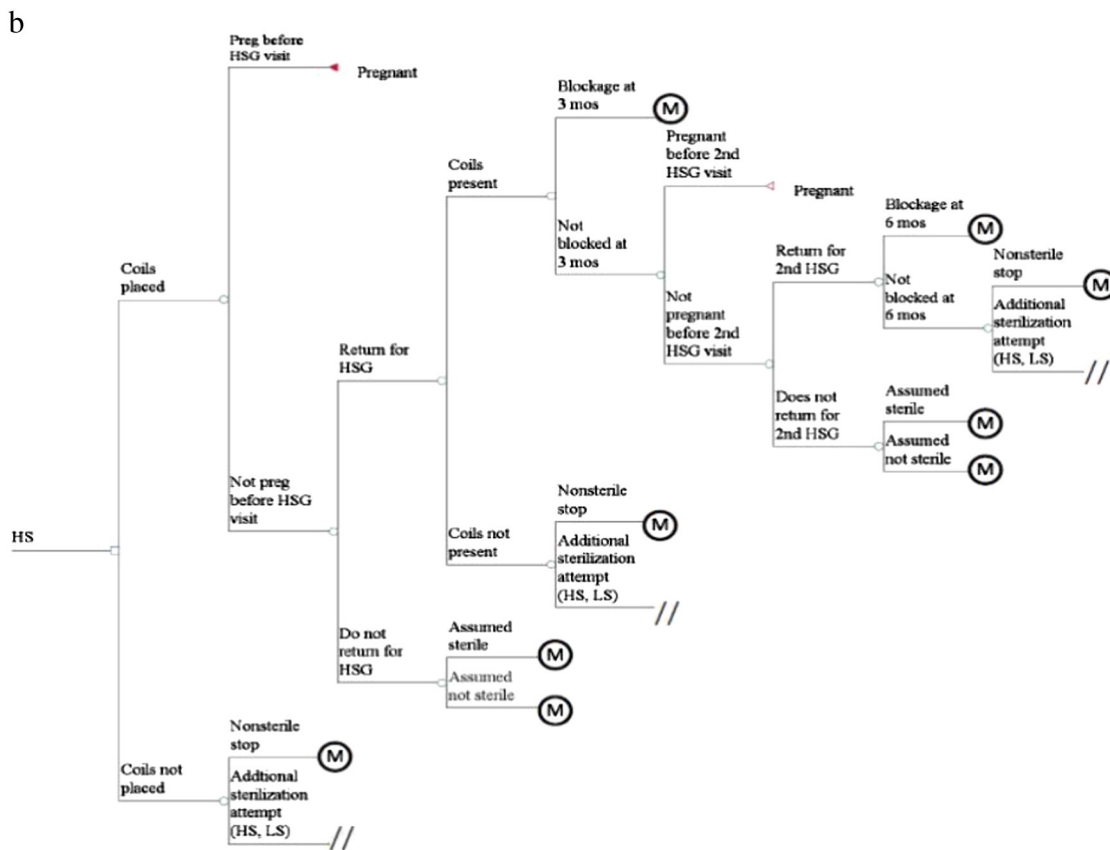 b
Preg before
HSG visit
Pregnant
Blockage at
3 mos
M
Pregnant
before 2nd
HSG visit
Pregnant
Coils
present
Not
blocked at
3 mos
Blockage at
6 mos
M
Return for
2nd HSG
Nonsterile
stop
M
Not
blocked at
6 mos
Additional
sterilization
attempt
(HS, LS)
//
Coils
placed
Not
pregnant
before 2nd
HSG visit
Return for
HSG
Does not
return for
2nd HSG
Assumed
sterile
M
Assumed
not sterile
M
Not preg
before HSG
visit
Nonsterile
stop
M
HS
Coils not
present
Additional
sterilization
attempt
(HS, LS)
//
Do not
return for
HSG
Assumed
sterile
M
Assumed
not sterile
M
Nonsterile
stop
M
Coils not
placed
Addtional
sterilization
attempt
(HS, LS)
//